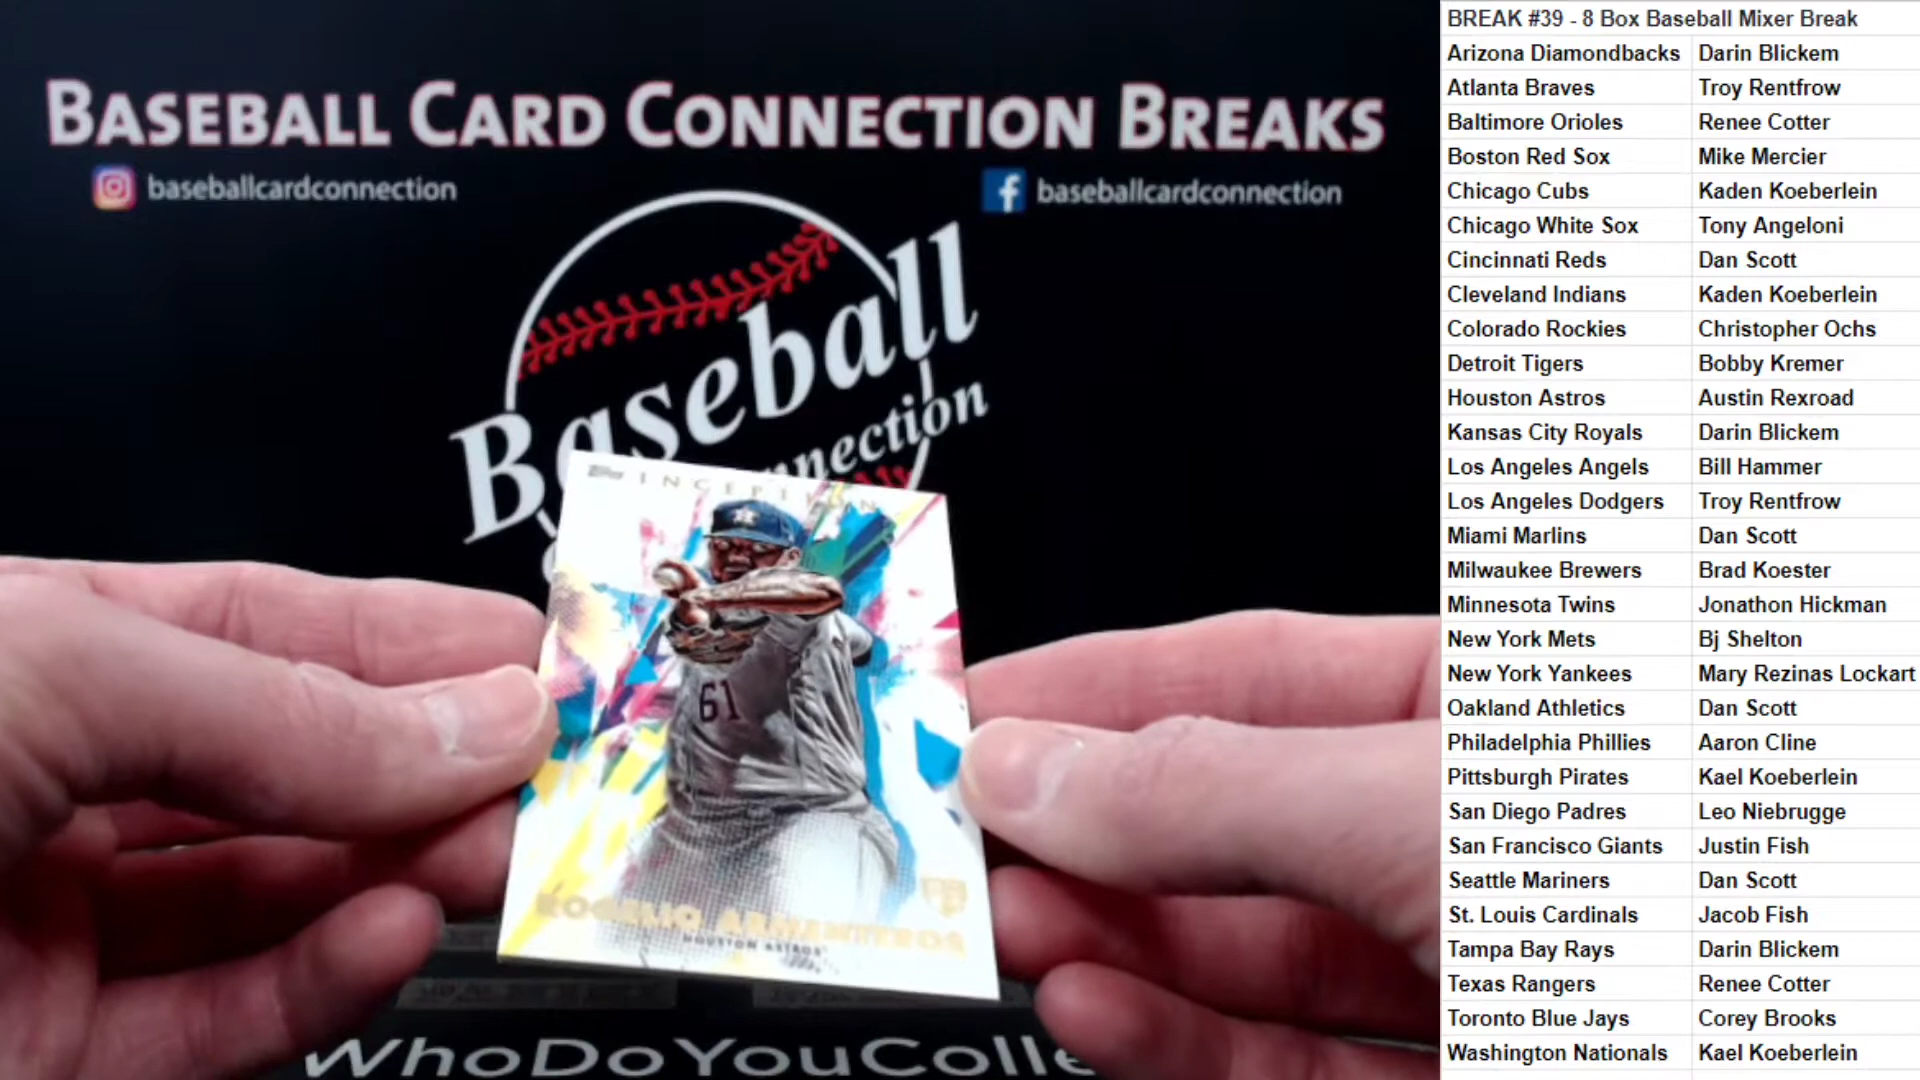 BASEBALL CARD CONNECTION BREAKS
baseballcardconnection
baseballcardconnection
Baseball
Topps INCEPTION
61
ROGELIO ARMENTEROS
HOUSTON ASTROS
WhoDoYouColle
BREAK #39 - 8 Box Baseball Mixer Break
Arizona Diamondbacks Darin Blickem
Atlanta Braves Troy Rentfrow
Baltimore Orioles Renee Cotter
Boston Red Sox Mike Mercier
Chicago Cubs Kaden Koeberlein
Chicago White Sox Tony Angeloni
Cincinnati Reds Dan Scott
Cleveland Indians Kaden Koeberlein
Colorado Rockies Christopher Ochs
Detroit Tigers Bobby Kremer
Houston Astros Austin Rexroad
Kansas City Royals Darin Blickem
Los Angeles Angels Bill Hammer
Los Angeles Dodgers Troy Rentfrow
Miami Marlins Dan Scott
Milwaukee Brewers Brad Koester
Minnesota Twins Jonathon Hickman
New York Mets Bj Shelton
New York Yankees Mary Rezinas Lockart
Oakland Athletics Dan Scott
Philadelphia Phillies Aaron Cline
Pittsburgh Pirates Kael Koeberlein
San Diego Padres Leo Niebrugge
San Francisco Giants Justin Fish
Seattle Mariners Dan Scott
St. Louis Cardinals Jacob Fish
Tampa Bay Rays Darin Blickem
Texas Rangers Renee Cotter
Toronto Blue Jays Corey Brooks
Washington Nationals Kael Koeberlein